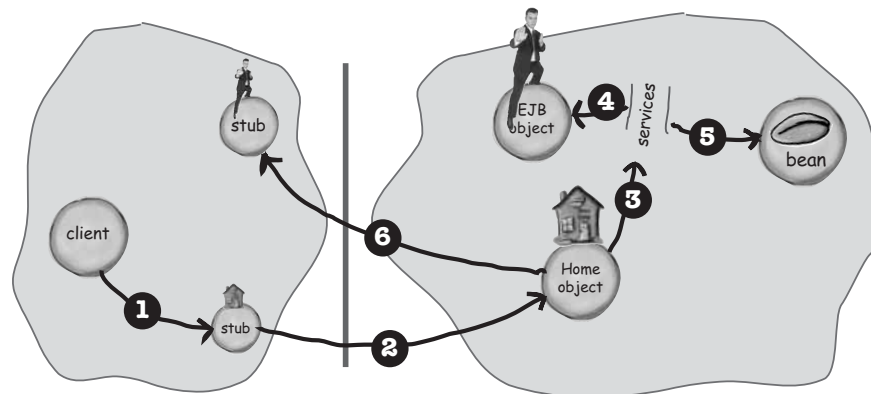 stub
client
1
stub
2
6
EJB
object
4
services
5
bean
3
Home
object